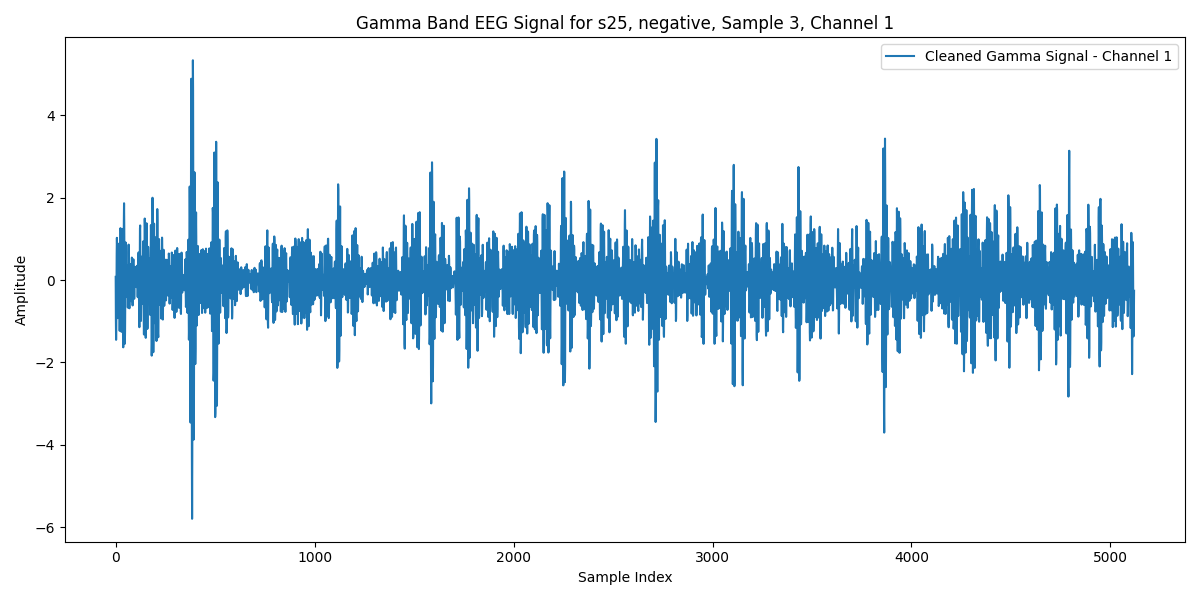 Gamma Band EEG Signal for s25, negative, Sample 3, Channel 1
Cleaned Gamma Signal - Channel 1
Amplitude
4
2
0
−2
−4
−6
0 1000 2000 3000 4000 5000
Sample Index